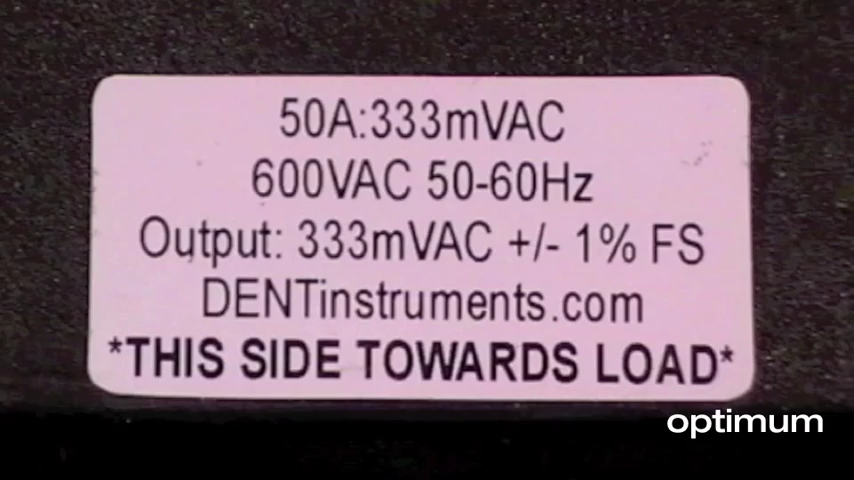 50A:333mVAC
600VAC 50-60Hz
Output: 333mVAC +/- 1% FS
DENTinstruments.com
*THIS SIDE TOWARDS LOAD*
optimum